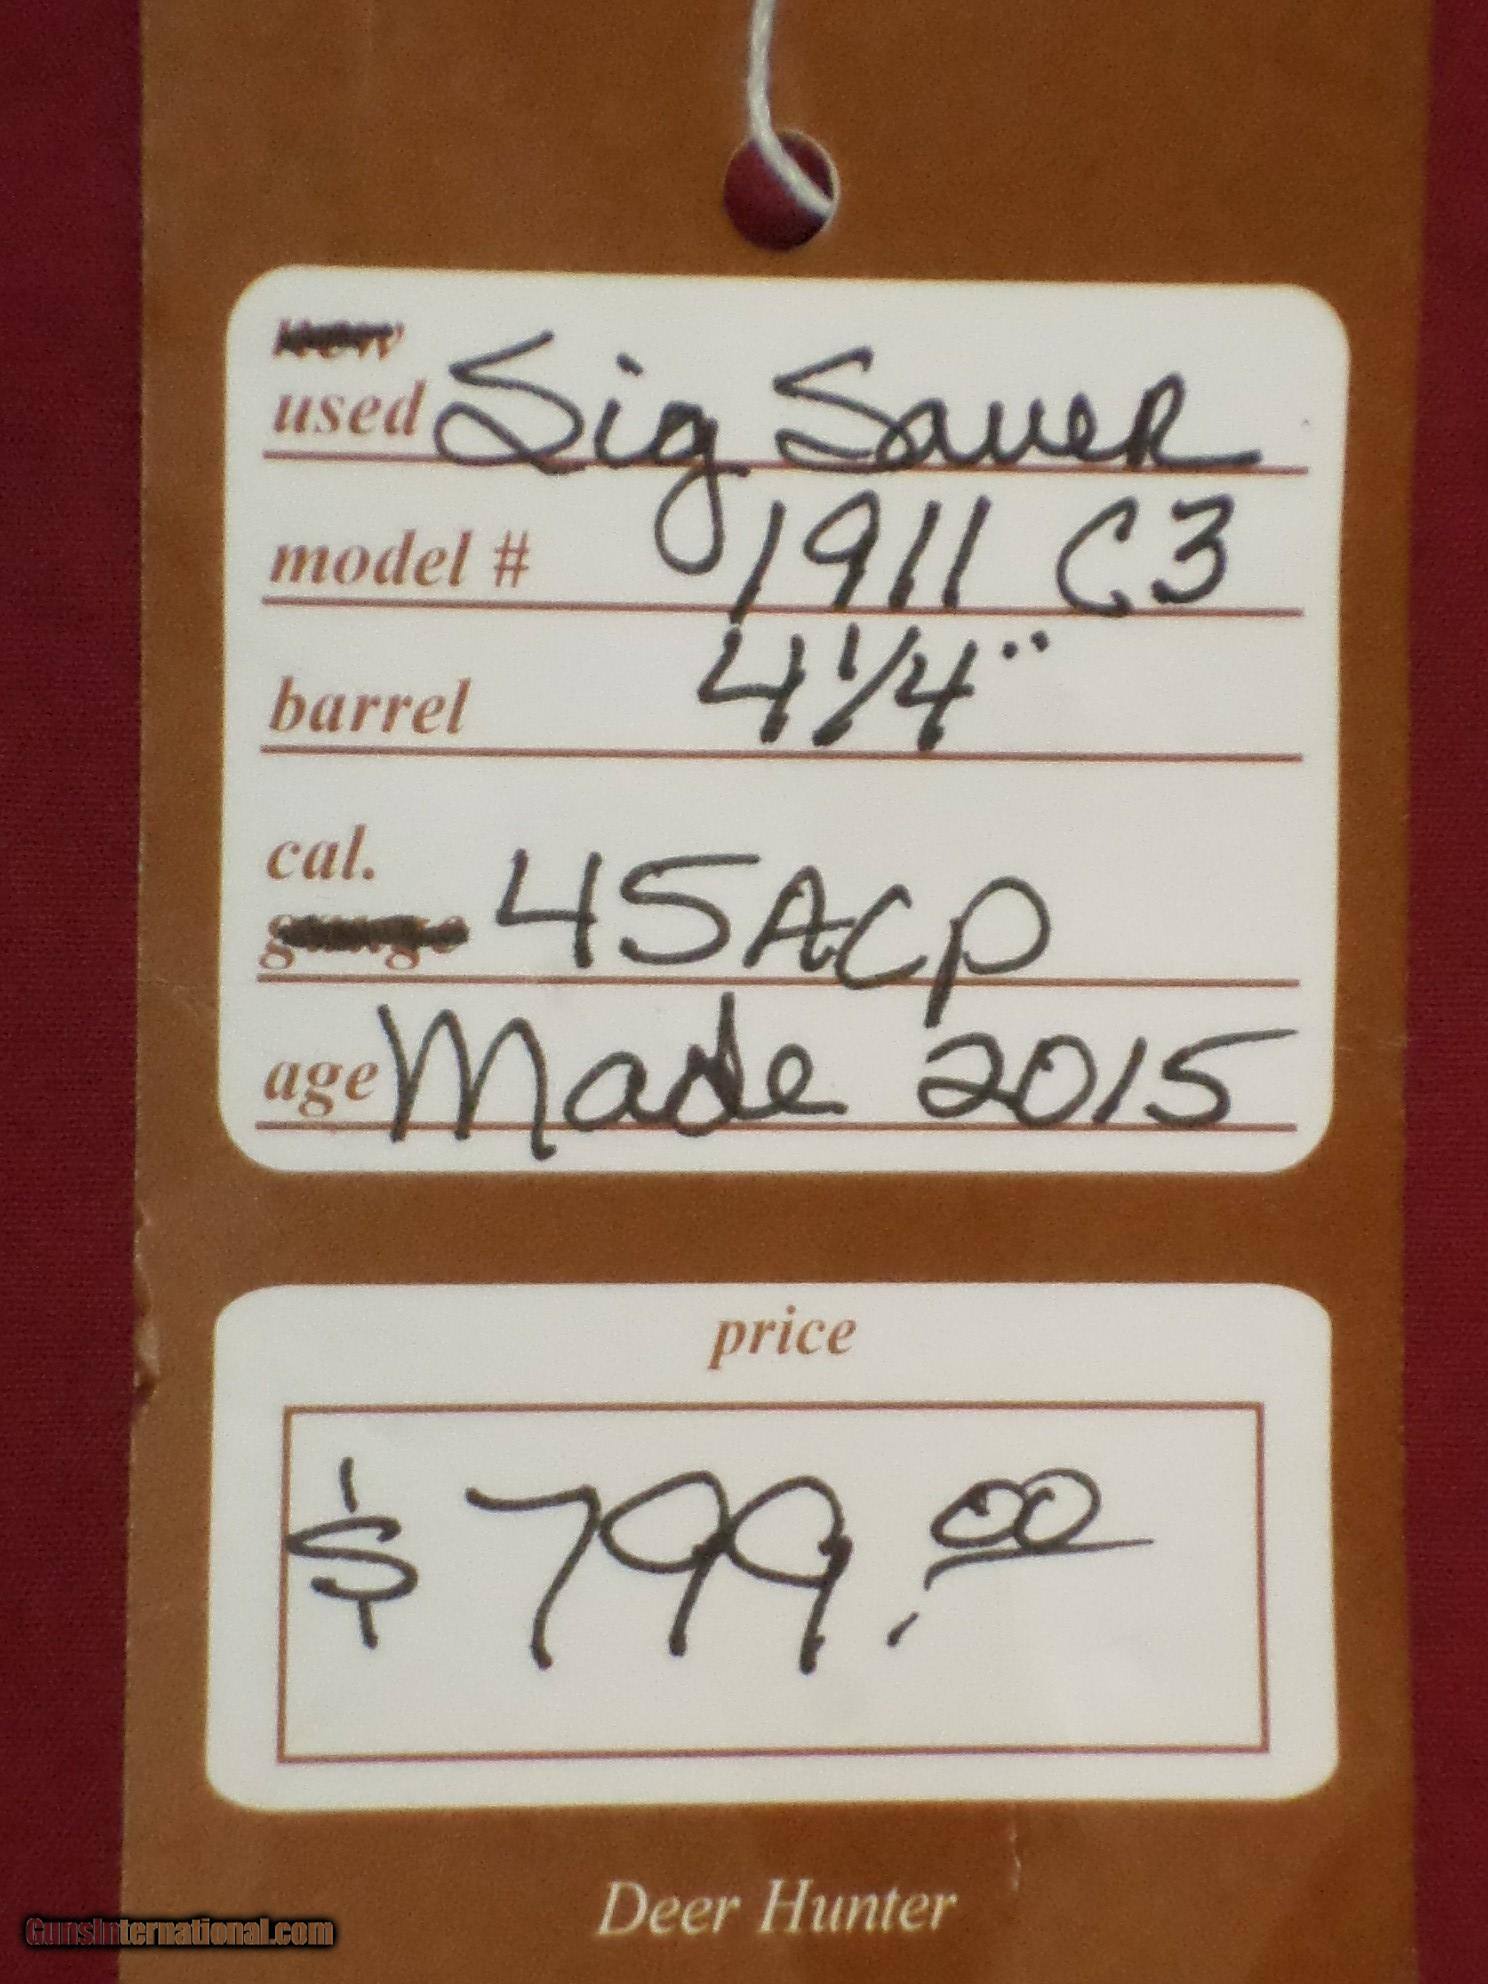 new
used Sig Sauer
model # 1911 C3
barrel 4 1/4"
cal.
gauge 45ACP
age Made 2015
price
$ 799.00
Deer Hunter
GunsInternational.com